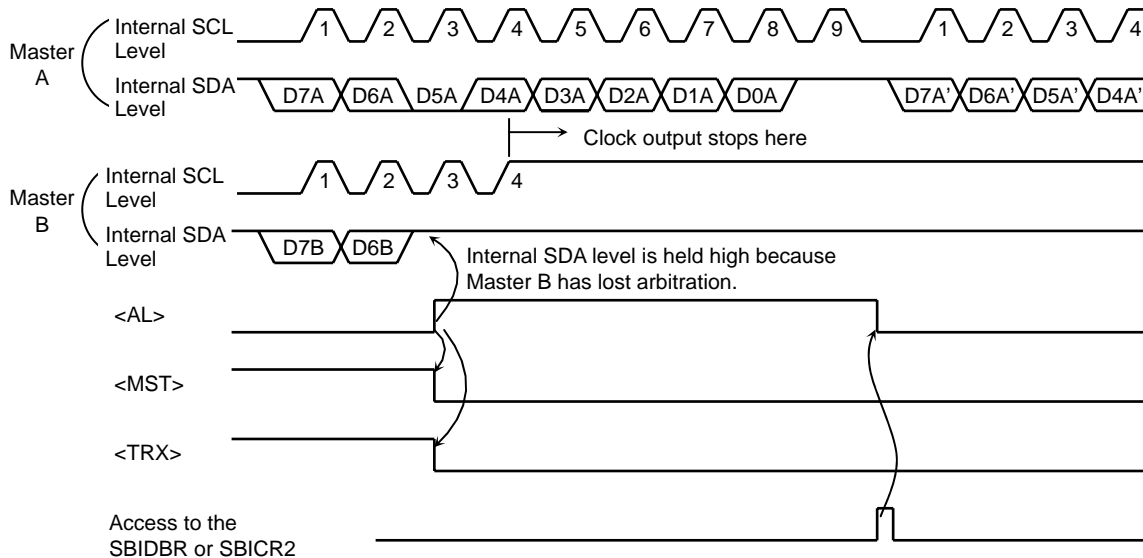 Master A
Internal SCL Level
1 2 3 4 5 6 7 8 9 1 2 3 4
Internal SDA Level
D7A D6A D5A D4A D3A D2A D1A D0A D7A' D6A' D5A' D4A'
Clock output stops here
Master B
Internal SCL Level
1 2 3 4
Internal SDA Level
D7B D6B
Internal SDA level is held high because
Master B has lost arbitration.
<AL>
<MST>
<TRX>
Access to the
SBIDBR or SBICR2